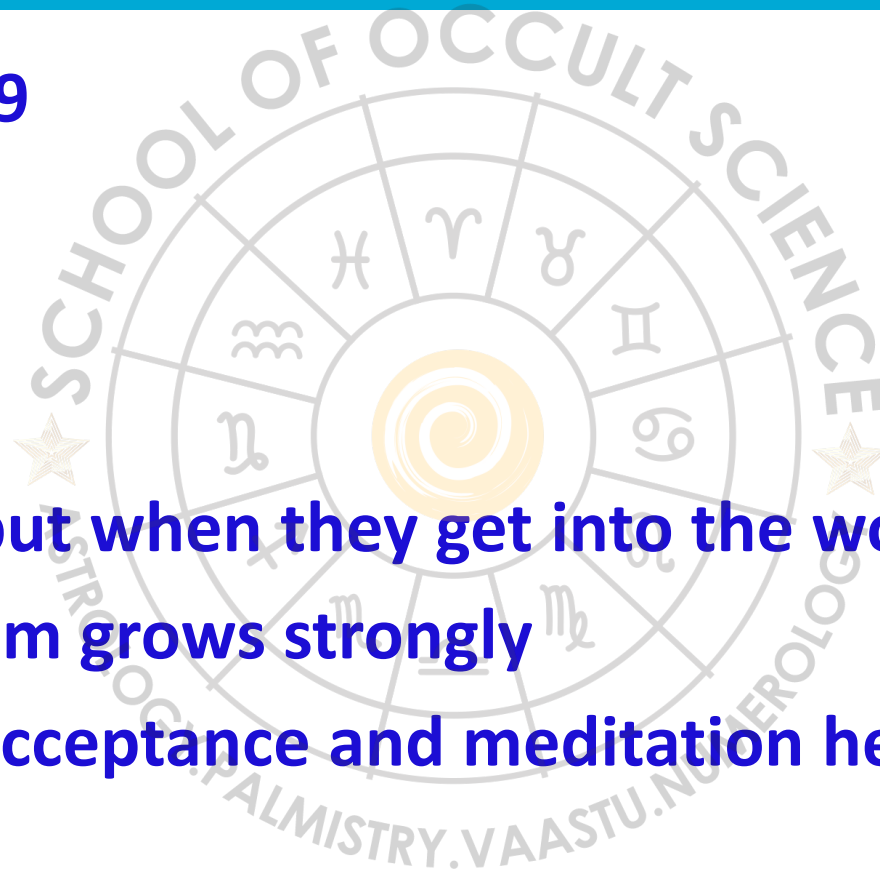 9
SCHOOL OF OCCULT SCIENCE
but when they get into the wo
m grows strongly
cceptance and meditation he
ASTROLOGY.PALMISTRY.VAASTU.NUMEROLOGY